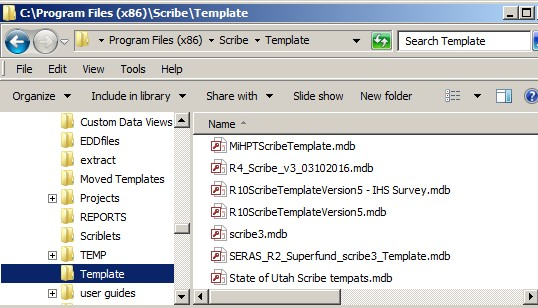 C:\Program Files (x86)\Scribe\Template
Program Files (x86) Scribe Template
Search Template
File Edit View Tools Help
Organize Include in library Share with Slide show New folder
Name
Custom Data Views
EDDfiles
extract
Moved Templates
Projects
REPORTS
Scriblets
TEMP
Template
user guides
MiHPTScribeTemplate.mdb
R4_Scribe_v3_03102016.mdb
R10ScribeTemplateVersion5 - IHS Survey.mdb
R10ScribeTemplateVersion5.mdb
scribe3.mdb
SERAS_R2_Superfund_scribe3_Template.mdb
State of Utah Scribe tempats.mdb